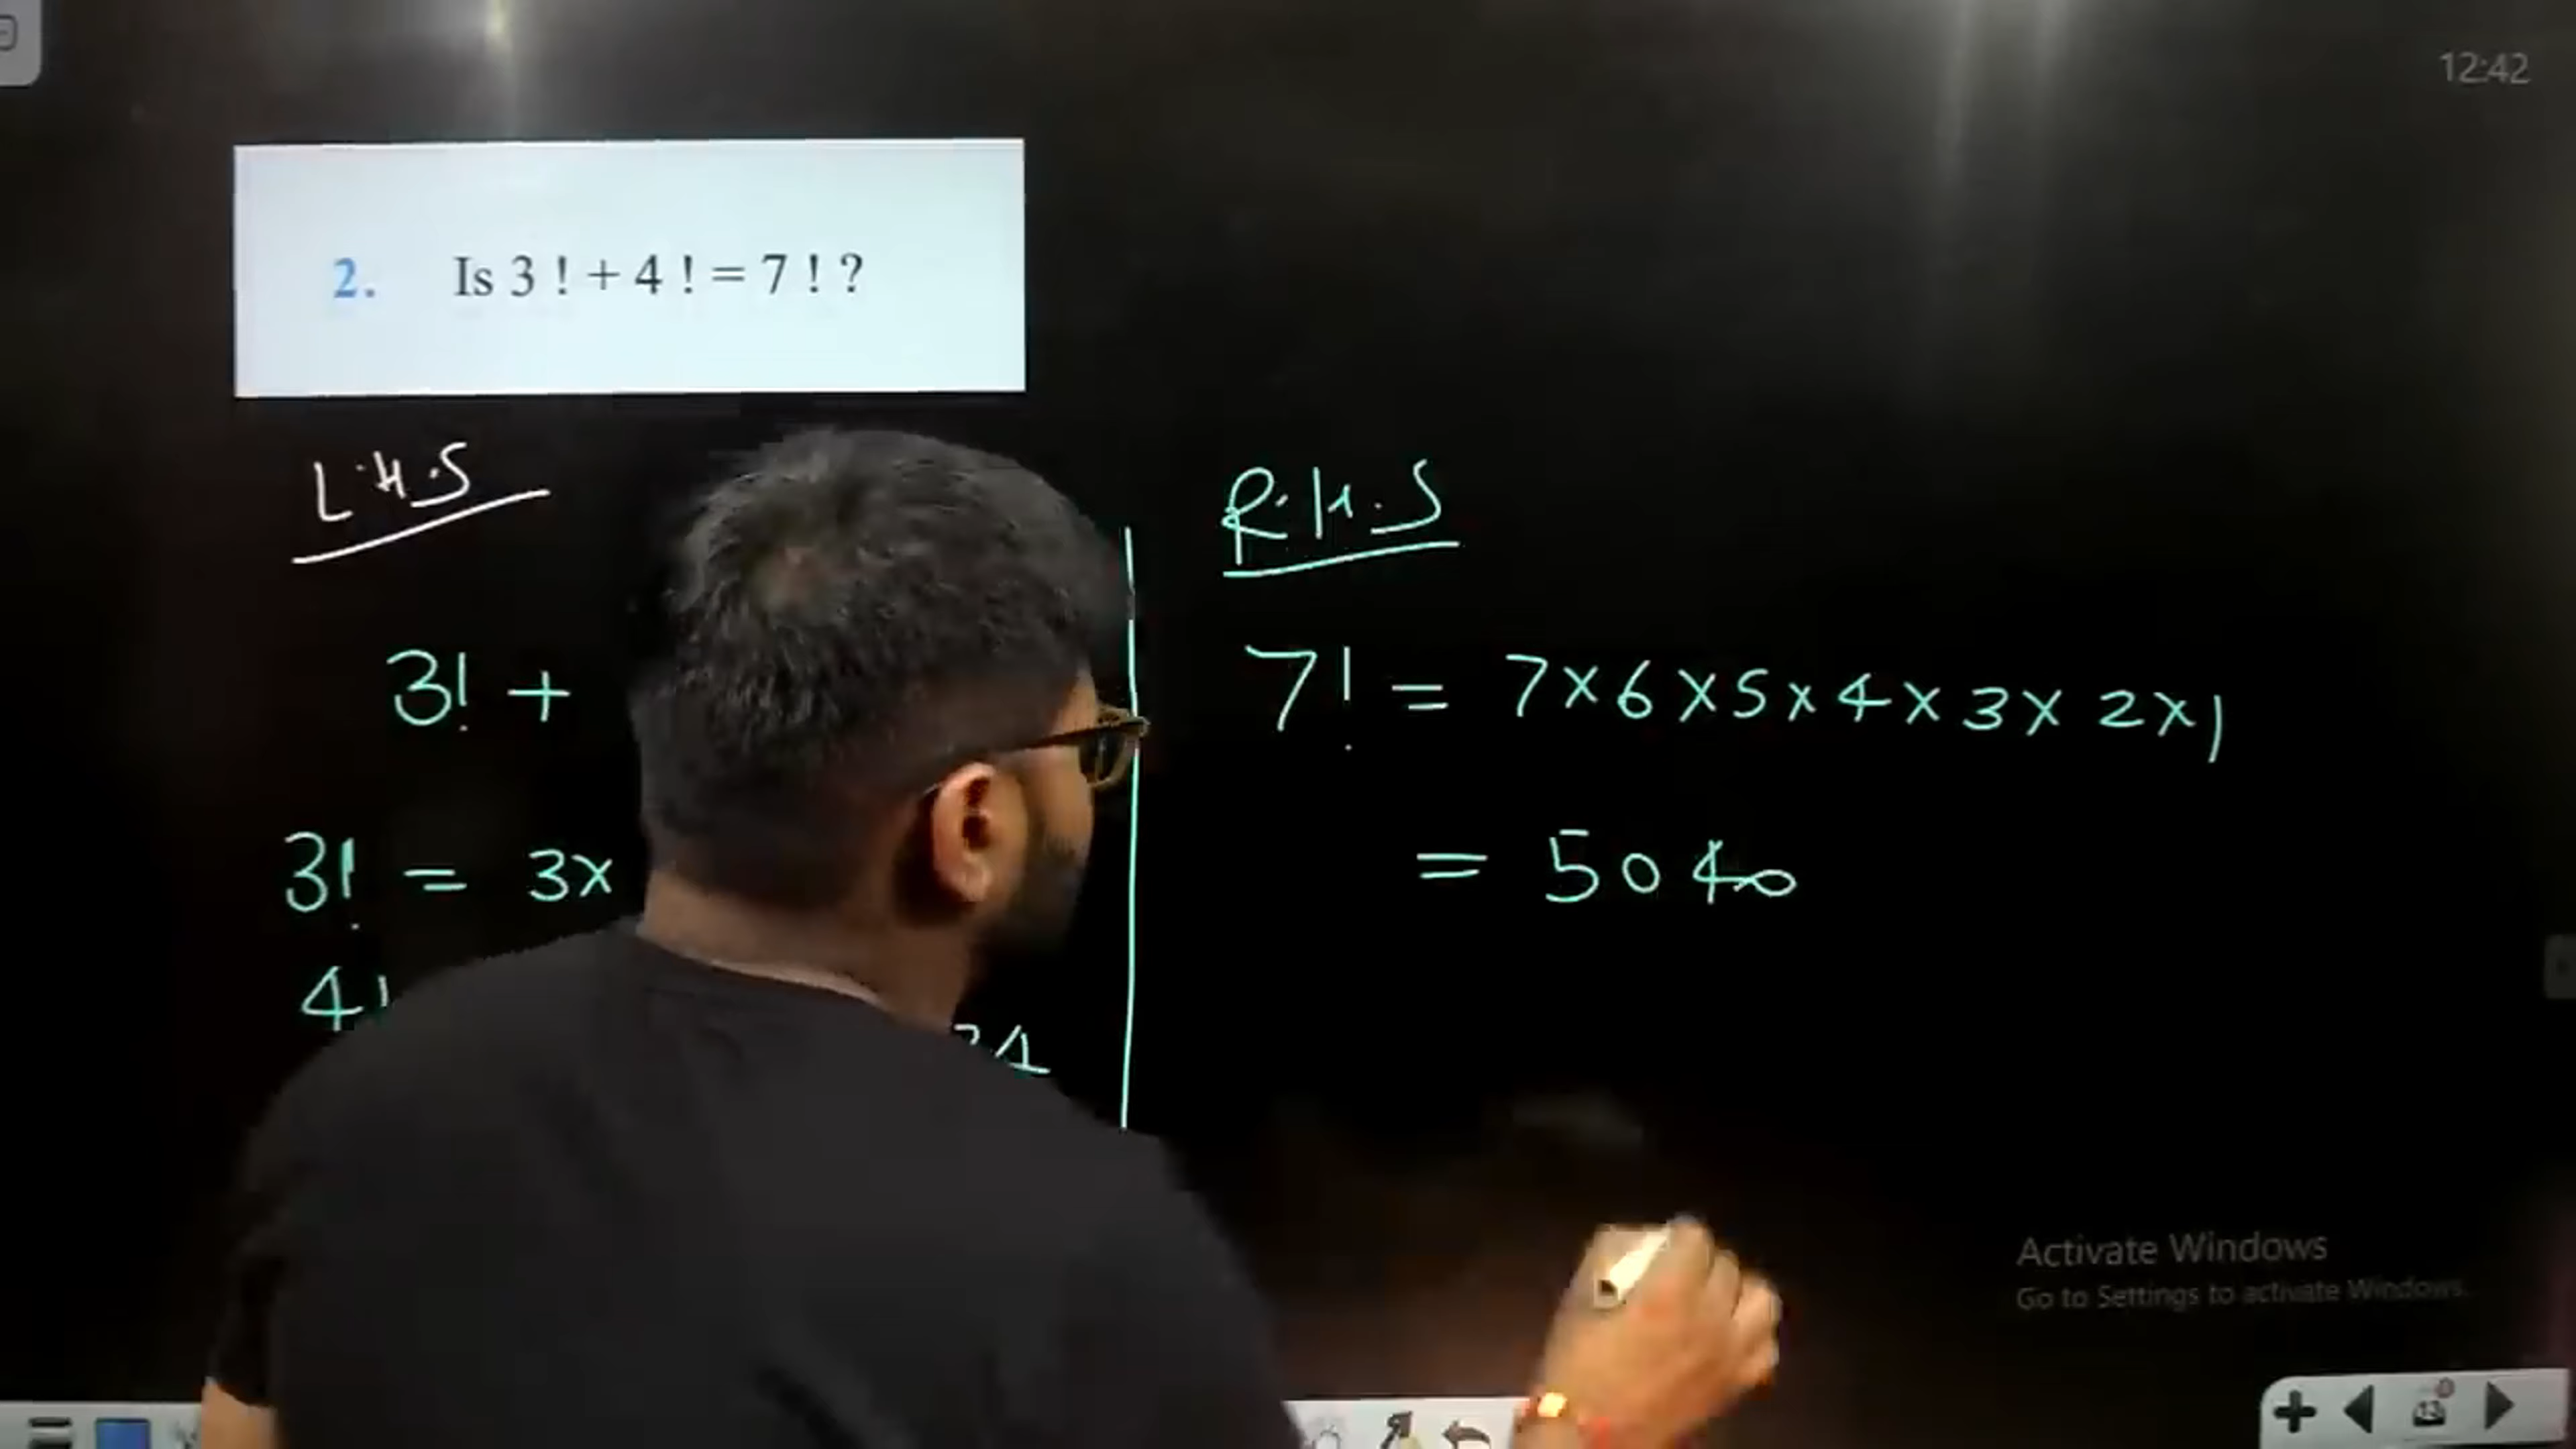 12:42
2. Is 3 ! + 4 ! = 7 ! ?
L.H.S
R.H.S
3! +
7! = 7×6×5×4×3×2×1
3! = 3×
= 5040
4!
24
Activate Windows
Go to Settings to activate Windows.